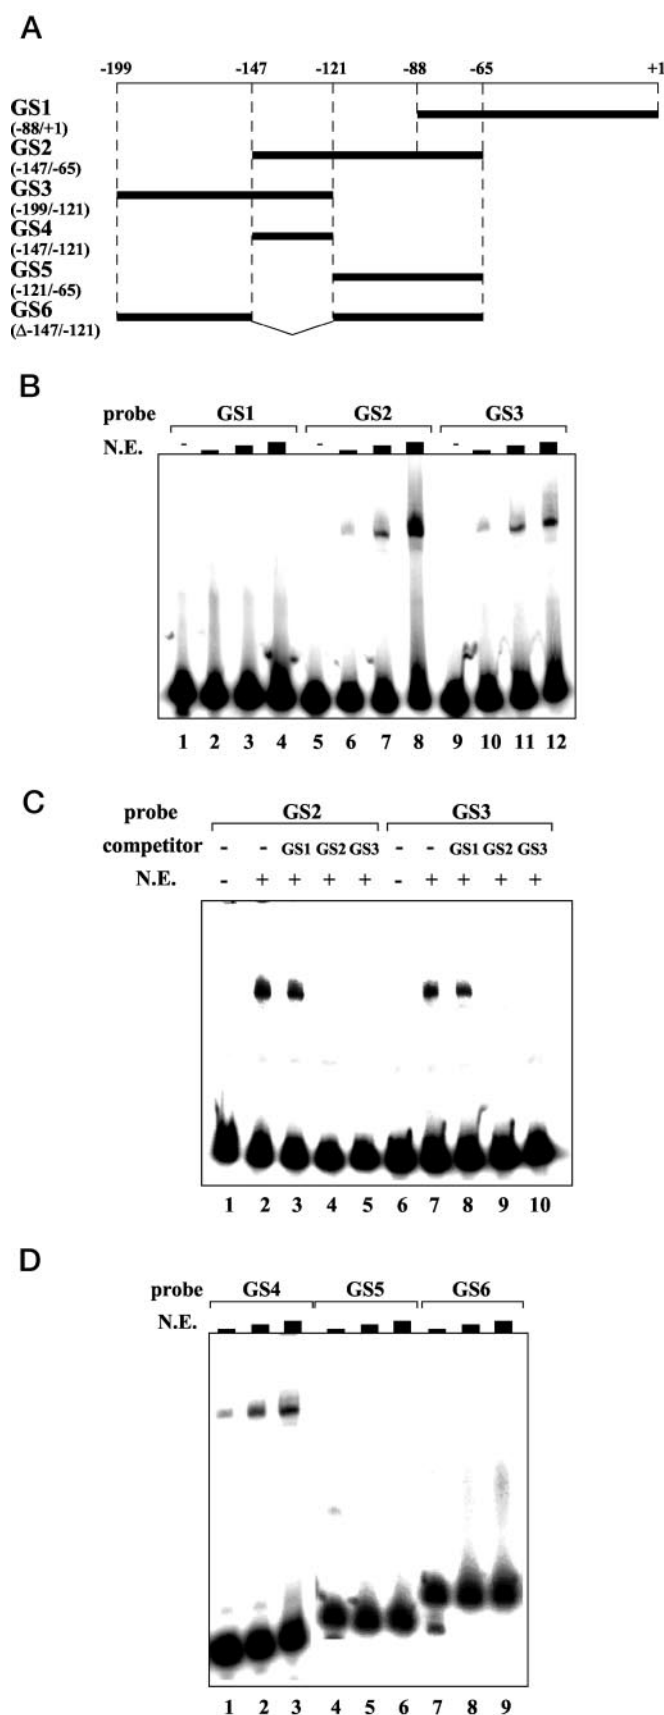 A
-199 -147 -121 -88 -65 +1
GS1
(-88/+1)
GS2
(-147/-65)
GS3
(-199/-121)
GS4
(-147/-121)
GS5
(-121/-65)
GS6
(Δ-147/-121)
B
probe GS1 GS2 GS3
N.E. - - -
1 2 3 4 5 6 7 8 9 10 11 12
C
probe GS2 GS3
competitor - - GS1 GS2 GS3 - - GS1 GS2 GS3
N.E. - + + + + - + + + +
1 2 3 4 5 6 7 8 9 10
D
probe GS4 GS5 GS6
N.E.
1 2 3 4 5 6 7 8 9